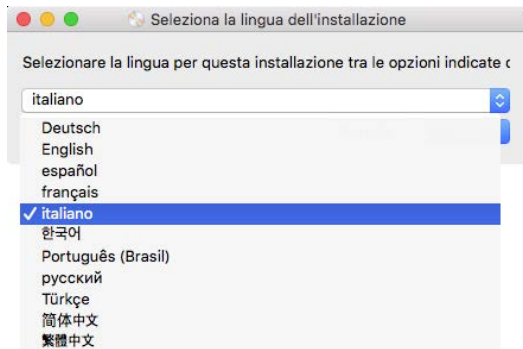 Seleziona la lingua dell'installazione
Selezionare la lingua per questa installazione tra le opzioni indicate
italiano
Deutsch
English
español
français
✓ italiano
한국어
Português (Brasil)
русский
Türkçe
简体中文
繁體中文